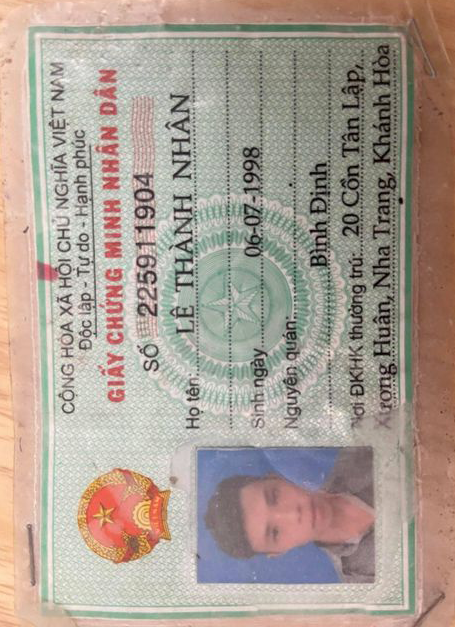 CỘNG HÒA XÃ HỘI CHỦ NGHĨA VIỆT NAM
Độc lập - Tự do - Hạnh phúc
GIẤY CHỨNG MINH NHÂN DÂN
SỐ 225911904
Họ tên: LÊ THÀNH NHÂN
Sinh ngày 06-07-1998
Nguyên quán:
Bình Định
Nơi ĐKHK thường trú: 20 Cồn Tân Lập,
Xương Huân, Nha Trang, Khánh Hòa